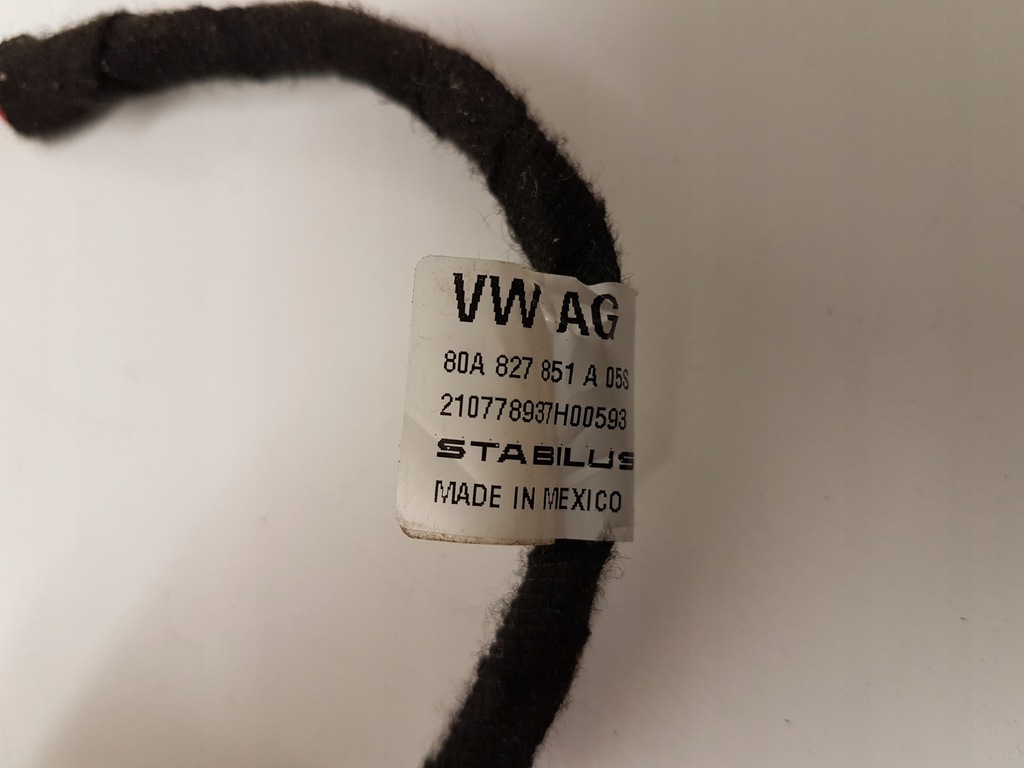 VW AG
80A 827 851 A 05S
210778937H00593
STABILUS
MADE IN MEXICO